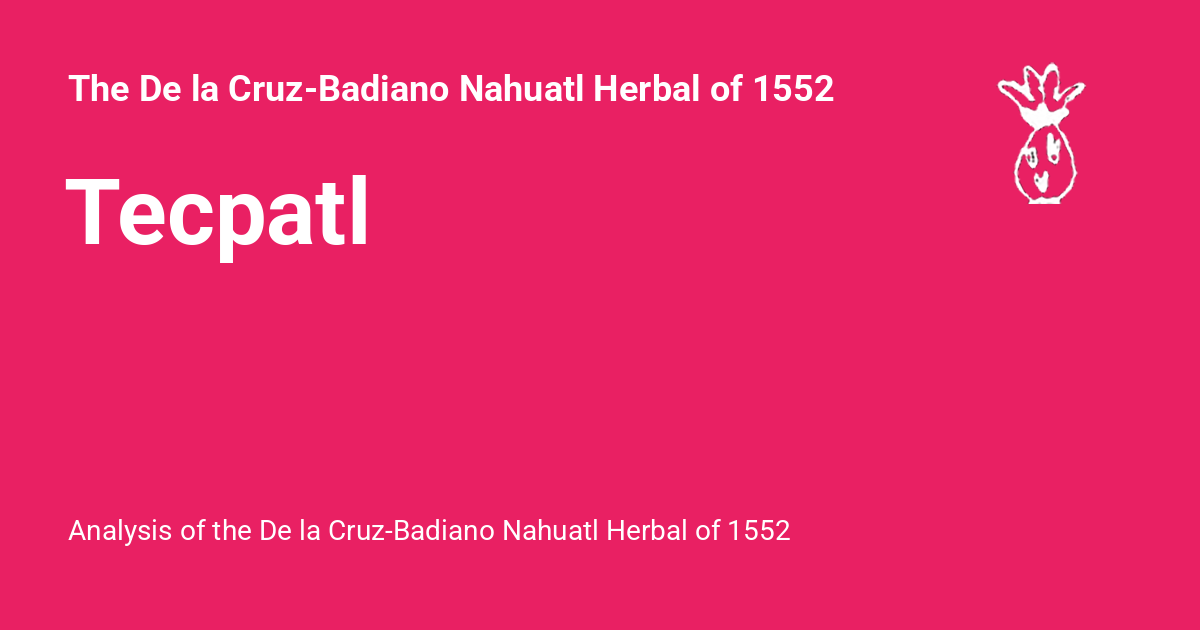 The De la Cruz-Badiano Nahuatl Herbal of 1552
Tecpatl
Analysis of the De la Cruz-Badiano Nahuatl Herbal of 1552